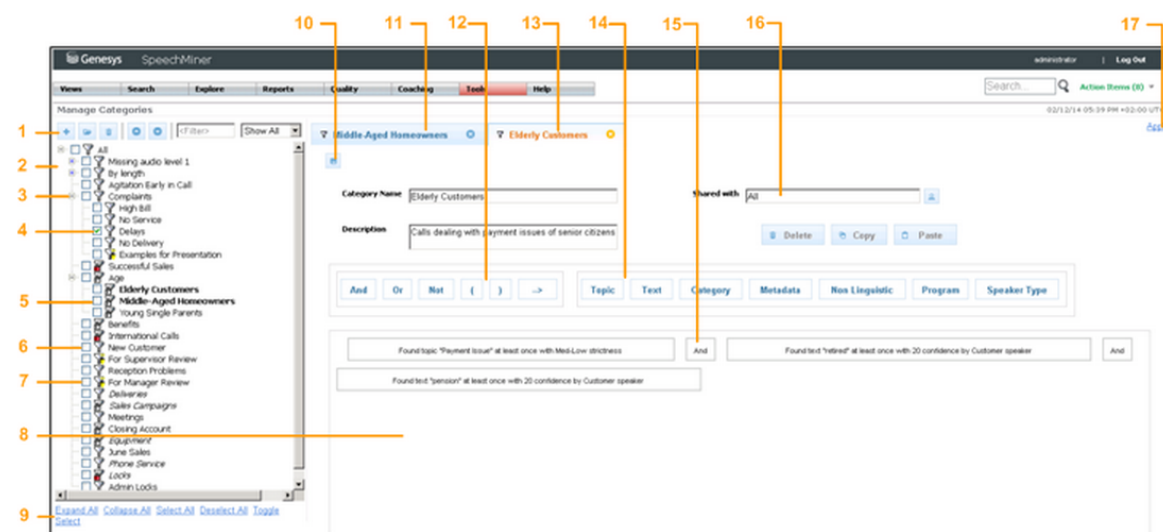 10 11 12 13 14 15 16 17
Genesys SpeechMiner administrator | Log Out
Views Search Explore Reports Quality Coaching Tools Help Search... Action Items (0)
Manage Categories 02/12/14 05:39 PM +02:00 UTC
1 <Filter> Show All Middle-Aged Homeowners Elderly Customers
All
2 Missing audio level 1
By length
Agitation Early in Call
3 Complaints
High Bill
No Service
4 Delays
No Delivery
Examples for Presentation
Successful Sales
Age
Elderly Customers
5 Middle-Aged Homeowners
Young Single Parents
Benefits
International Calls
6 New Customer
For Supervisor Review
Reception Problems
7 For Manager Review
Deliveries
Sales Campaigns
Meetings
8 Closing Account
Equipment
June Sales
Phone Service
Locks
Admin Locks
9 Expand All Collapse All Select All Deselect All Toggle
Select
Category Name Elderly Customers Shared with All
Description Calls dealing with payment issues of senior citizens Delete Copy Paste
And Or Not ( ) --> Topic Text Category Metadata Non Linguistic Program Speaker Type
Found topic "Payment Issue" at least once with Med-Low strictness And Found text "retired" at least once with 20 confidence by Customer speaker And
Found text "pension" at least once with 20 confidence by Customer speaker